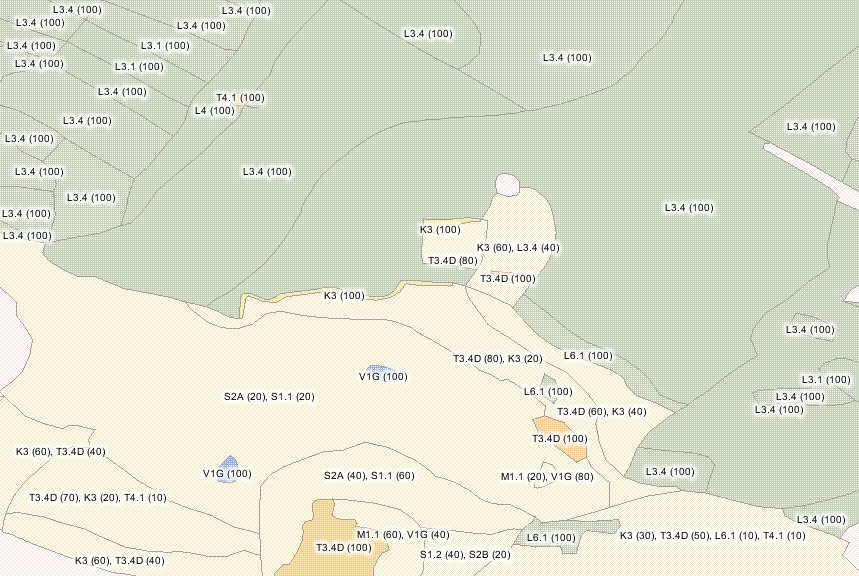 L3.4 (100)
L3.4 (100)
L3.4 (100)
L3.4 (100)
L3.4 (100)
L3.4 (100)
L3.1 (100)
L3.4 (100)
L3.4 (100)
L3.1 (100)
L3.4 (100)
T4.1 (100)
L4 (100)
L3.4 (100)
L3.4 (100)
L3.4 (100)
L3.4 (100)
L3.4 (100)
L3.4 (100)
L3.4 (100)
L3.4 (100)
L3.4 (100)
K3 (100)
L3.4 (100)
K3 (60), L3.4 (40)
T3.4D (80)
T3.4D (100)
K3 (100)
L3.4 (100)
T3.4D (80), K3 (20)
L6.1 (100)
V1G (100)
L3.1 (100)
L6.1 (100)
S2A (20), S1.1 (20)
L3.4 (100)
L3.4 (100)
T3.4D (60), K3 (40)
T3.4D (100)
K3 (60), T3.4D (40)
V1G (100)
S2A (40), S1.1 (60)
M1.1 (20), V1G (80)
L3.4 (100)
T3.4D (70), K3 (20), T4.1 (10)
L3.4 (100)
M1.1 (60), V1G (40)
L6.1 (100)
K3 (30), T3.4D (50), L6.1 (10), T4.1 (10)
T3.4D (100)
S1.2 (40), S2B (20)
K3 (60), T3.4D (40)